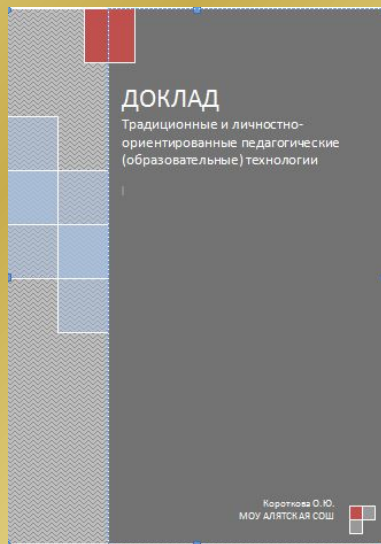 ДОКЛАД
Традиционные и личностно-
ориентированные педагогические
(образовательные) технологии
Короткова О.Ю.
МОУ АЛЯТСКАЯ СОШ